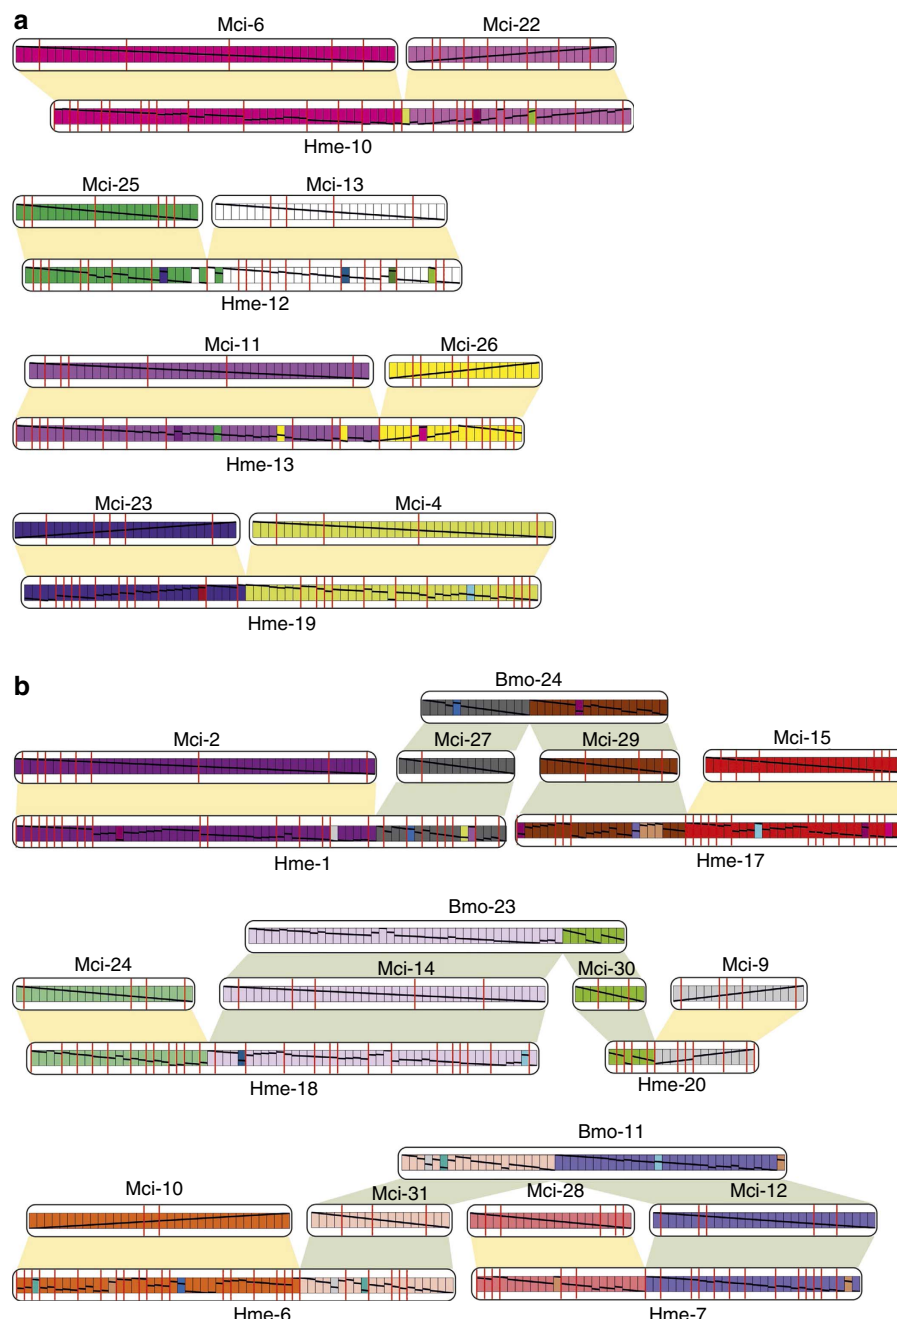 a
Mci-6 Mci-22
Hme-10
Mci-25 Mci-13
Hme-12
Mci-11 Mci-26
Hme-13
Mci-23 Mci-4
Hme-19
b
Bmo-24
Mci-2 Mci-27 Mci-29 Mci-15
Hme-1 Hme-17
Bmo-23
Mci-24 Mci-14 Mci-30 Mci-9
Hme-18 Hme-20
Bmo-11
Mci-10 Mci-31 Mci-28 Mci-12
Hme-6 Hme-7